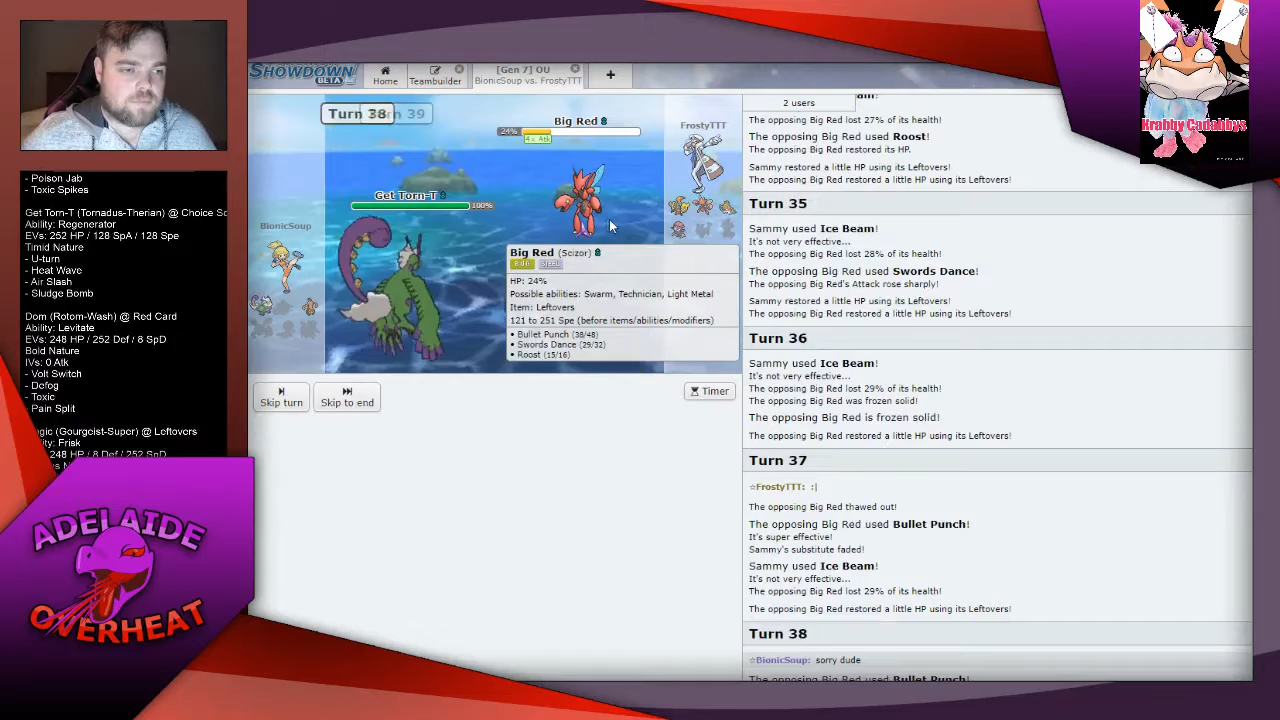 - Poison Jab
- Toxic Spikes
Get Torn-T (Tornadus-Therian) @ Choice Sc
Ability: Regenerator
EVs: 252 HP / 128 SpA / 128 Spe
Timid Nature
- U-turn
- Heat Wave
- Air Slash
- Sludge Bomb
Dom (Rotom-Wash) @ Red Card
Ability: Levitate
EVs: 248 HP / 252 Def / 8 SpD
Bold Nature
IVs: 0 Atk
- Volt Switch
- Defog
- Toxic
- Pain Split
(Gourgeist-Super) @ Leftovers
Frisk
248 HP / 8 Def / 252 SpD
ADELAIDE
OVERHEAT
SHOWDOWN
BETA
Home
Teambuilder
[Gen 7] OU
BionicSoup vs. FrostyTTT
+
Turn 38
Turn 39
Big Red
24%
4x Atk
Get Torn-T
100%
BionicSoup
FrostyTTT
Big Red (Scizor)
BUG STEEL
HP: 24%
Possible abilities: Swarm, Technician, Light Metal
Item: Leftovers
121 to 251 Spe (before items/abilities/modifiers)
• Bullet Punch (38/48)
• Swords Dance (29/32)
• Roost (15/16)
Skip turn
Skip to end
Timer
2 users
The opposing Big Red lost 27% of its health!
The opposing Big Red used Roost!
The opposing Big Red restored its HP.
Sammy restored a little HP using its Leftovers!
The opposing Big Red restored a little HP using its Leftovers!
Turn 35
Sammy used Ice Beam!
It's not very effective...
The opposing Big Red lost 28% of its health!
The opposing Big Red used Swords Dance!
The opposing Big Red's Attack rose sharply!
Sammy restored a little HP using its Leftovers!
The opposing Big Red restored a little HP using its Leftovers!
Turn 36
Sammy used Ice Beam!
It's not very effective...
The opposing Big Red lost 29% of its health!
The opposing Big Red was frozen solid!
The opposing Big Red is frozen solid!
The opposing Big Red restored a little HP using its Leftovers!
Turn 37
☆FrostyTTT: :|
The opposing Big Red thawed out!
The opposing Big Red used Bullet Punch!
It's super effective!
Sammy's substitute faded!
Sammy used Ice Beam!
It's not very effective...
The opposing Big Red lost 29% of its health!
The opposing Big Red restored a little HP using its Leftovers!
Turn 38
☆BionicSoup: sorry dude
The opposing Big Red used Bullet Punch!
Krabby Cadabbys